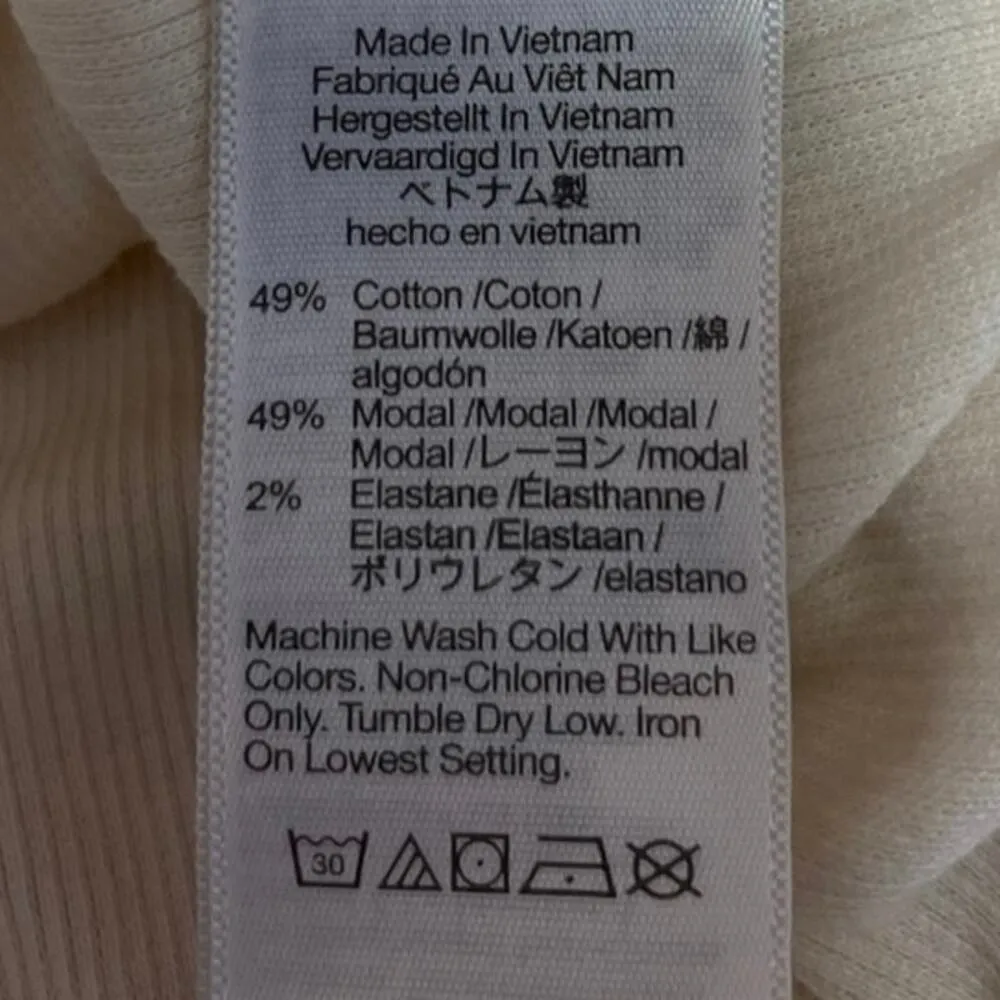 Made In Vietnam
Fabriqué Au Viêt Nam
Hergestellt In Vietnam
Vervaardigd In Vietnam
ベトナム製
hecho en vietnam
49% Cotton /Coton /
Baumwolle /Katoen /綿 /
algodón
49% Modal /Modal /Modal /
Modal /レーヨン /modal
2% Elastane /Élasthanne /
Elastan /Elastaan /
ポリウレタン /elastano
Machine Wash Cold With Like
Colors. Non-Chlorine Bleach
Only. Tumble Dry Low. Iron
On Lowest Setting.
30